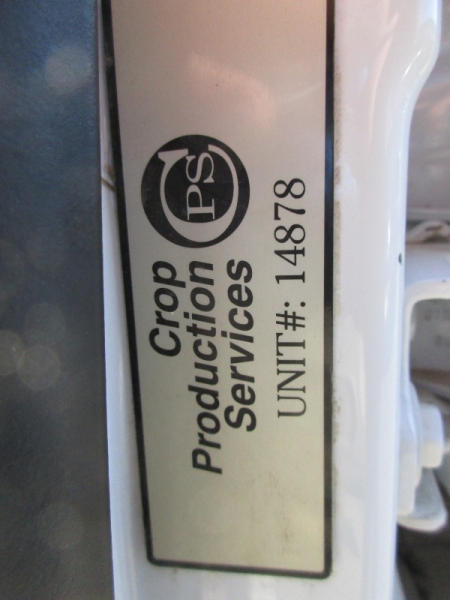 CPS
Crop
Production
Services
UNIT#: 14878